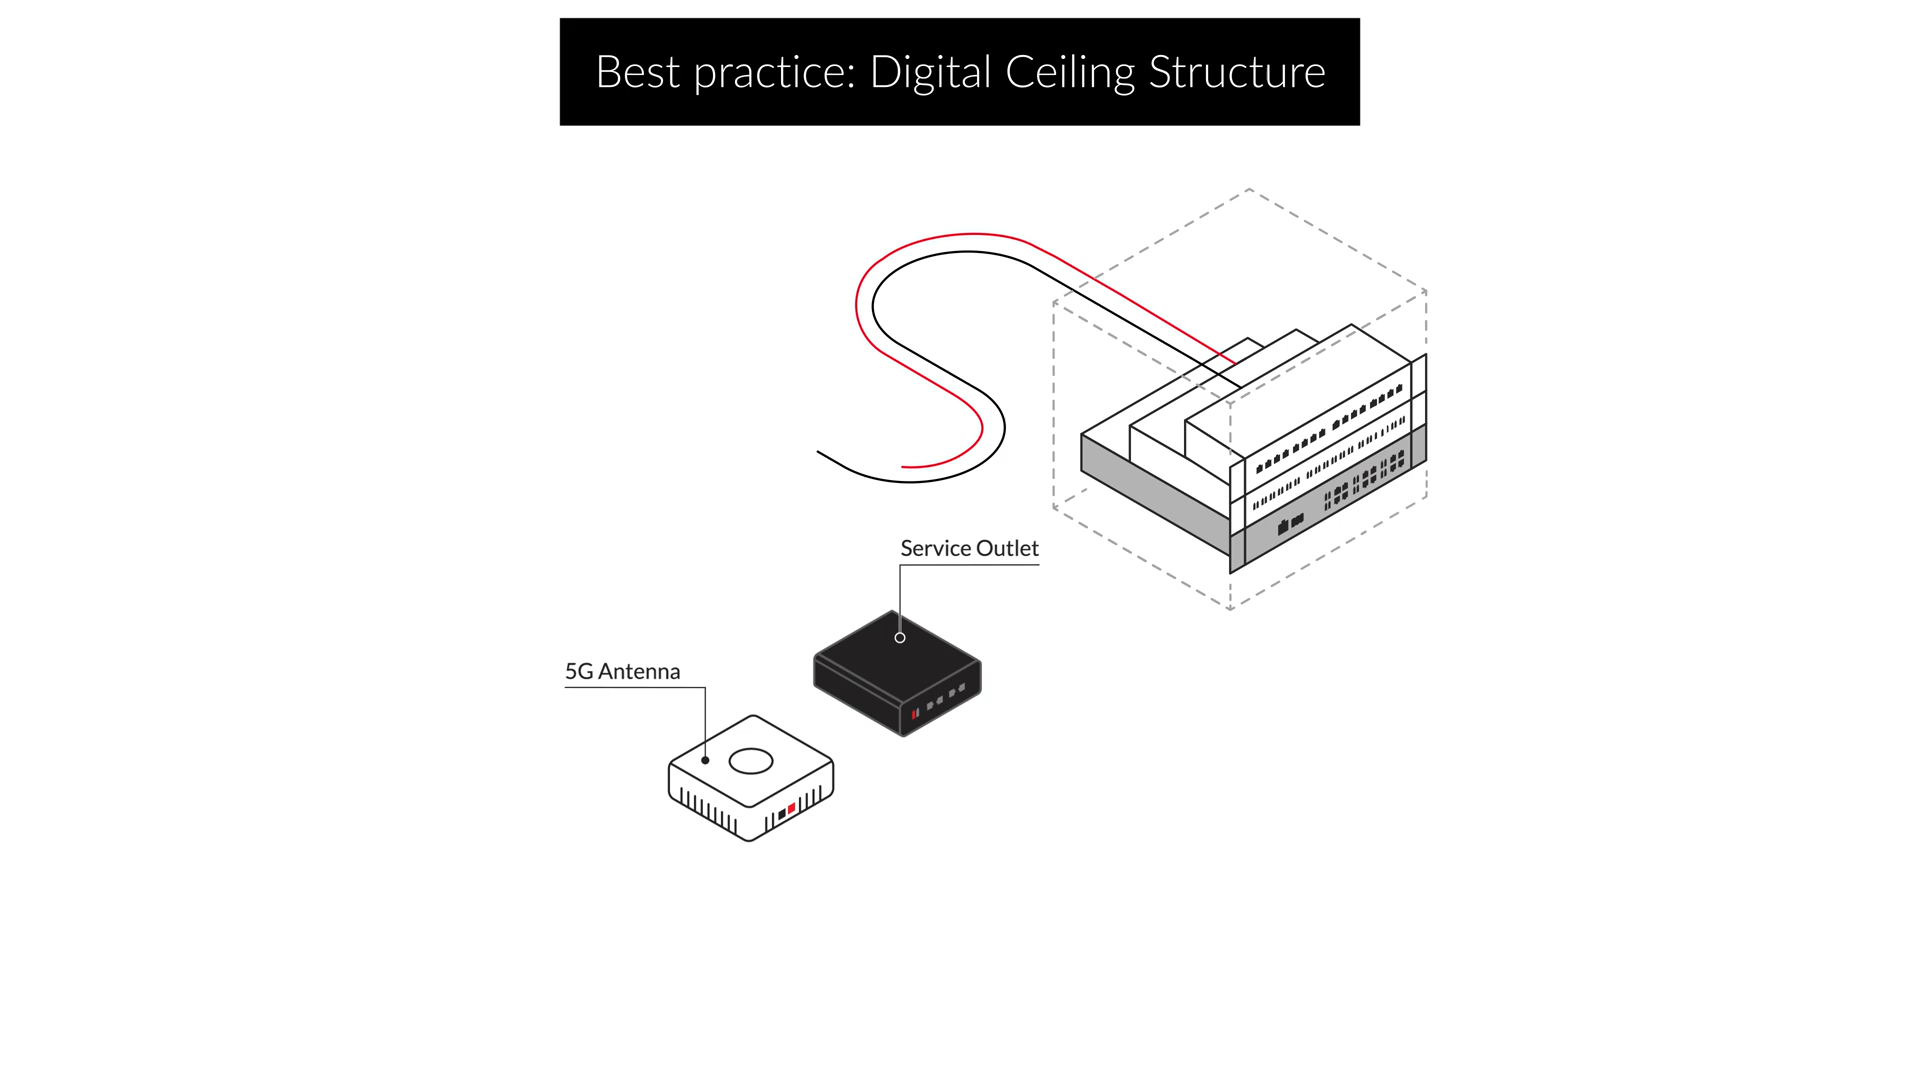 Best practice: Digital Ceiling Structure
Service Outlet
5G Antenna